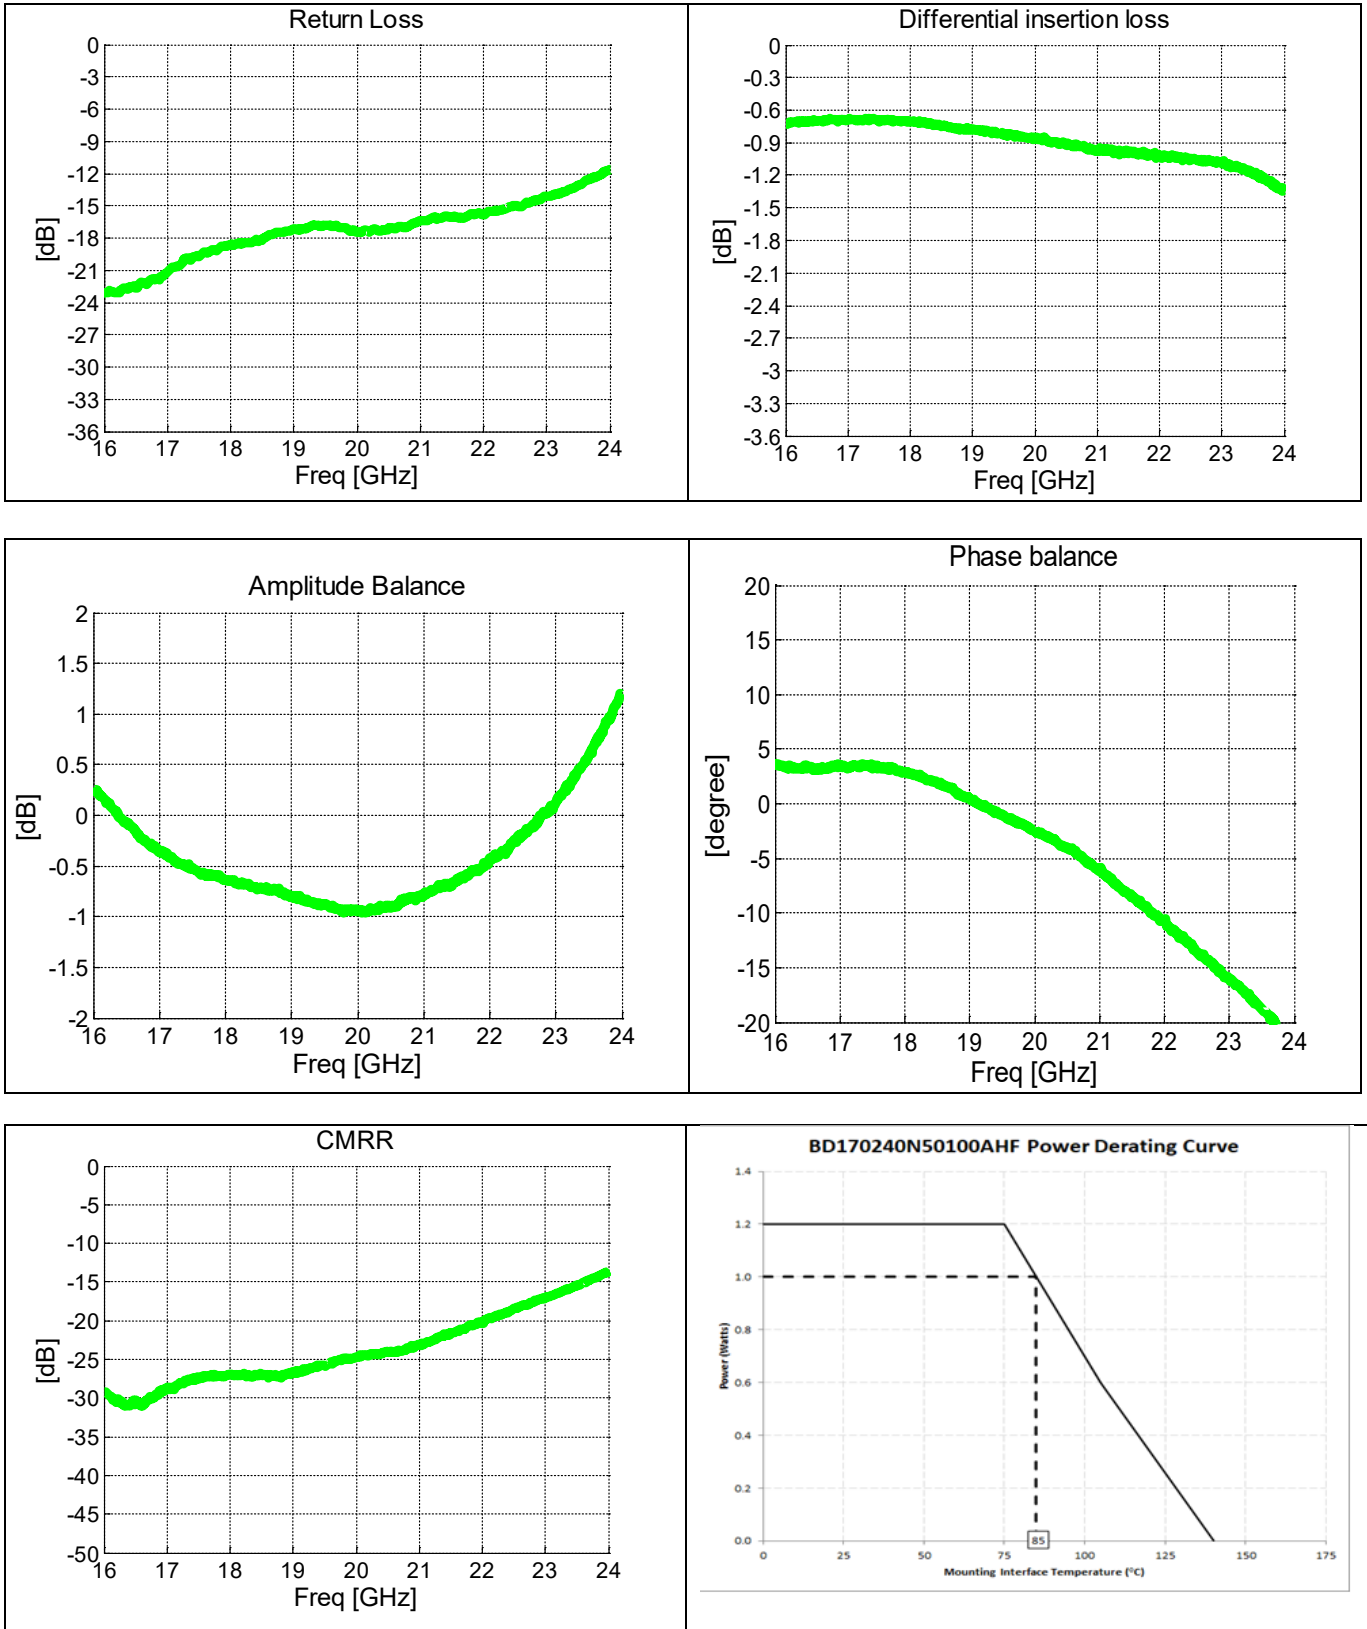 Return Loss
0
-3
-6
-9
-12
-15
-18
-21
-24
-27
-30
-33
-36
[dB]
16 17 18 19 20 21 22 23 24
Freq [GHz]
Differential insertion loss
0
-0.3
-0.6
-0.9
-1.2
-1.5
-1.8
-2.1
-2.4
-2.7
-3
-3.3
-3.6
[dB]
16 17 18 19 20 21 22 23 24
Freq [GHz]
Amplitude Balance
2
1.5
1
0.5
0
-0.5
-1
-1.5
-2
[dB]
16 17 18 19 20 21 22 23 24
Freq [GHz]
Phase balance
20
15
10
5
0
-5
-10
-15
-20
[degree]
16 17 18 19 20 21 22 23 24
Freq [GHz]
CMRR
0
-5
-10
-15
-20
-25
-30
-35
-40
-45
-50
[dB]
16 17 18 19 20 21 22 23 24
Freq [GHz]
BD170240N50100AHF Power Derating Curve
1.4
1.2
1.0
0.8
0.6
0.4
0.2
0.0
Power (Watts)
85
0 25 50 75 100 125 150 175
Mounting Interface Temperature (°C)